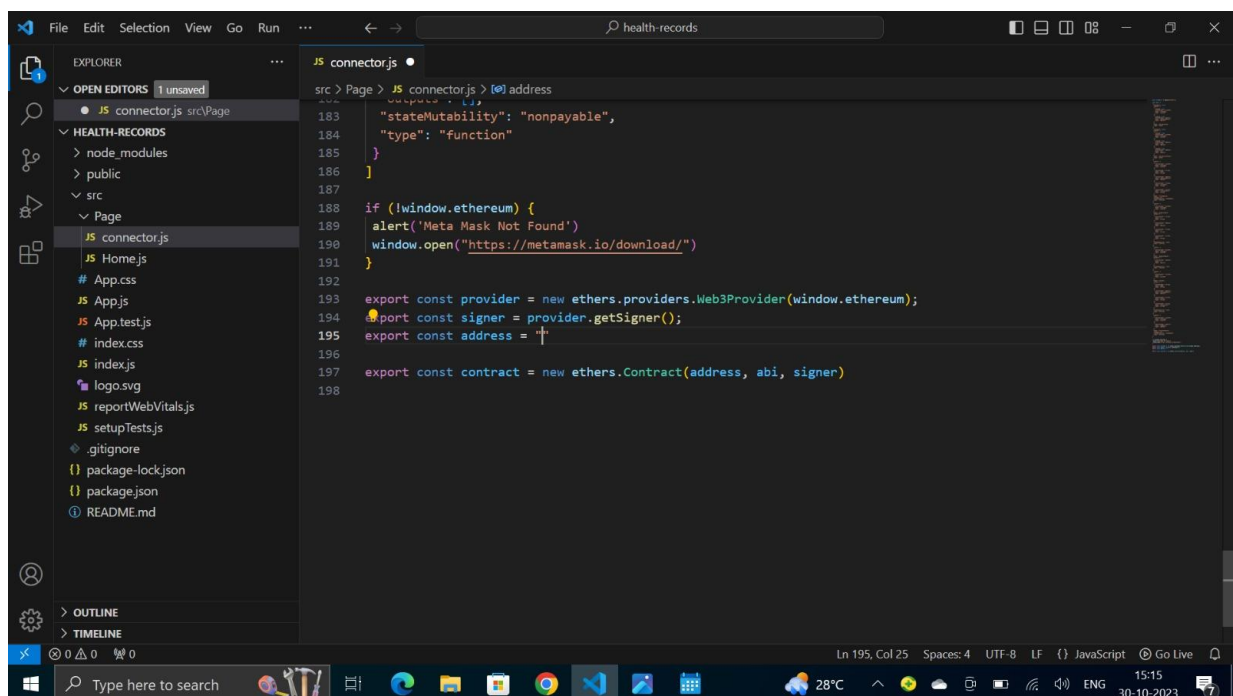 File Edit Selection View Go Run ... health-records
EXPLORER ...
OPEN EDITORS 1 unsaved
JS connector.js src\Page
HEALTH-RECORDS
node_modules
public
src
Page
JS connector.js
JS Home.js
# App.css
JS App.js
JS App.test.js
# index.css
JS index.js
logo.svg
JS reportWebVitals.js
JS setupTests.js
.gitignore
{} package-lock.json
{} package.json
README.md
OUTLINE
TIMELINE
JS connector.js
src > Page > JS connector.js > address
182 "outputs": [],
183 "stateMutability": "nonpayable",
184 "type": "function"
185 }
186 ]
187
188 if (!window.ethereum) {
189 alert('Meta Mask Not Found')
190 window.open("https://metamask.io/download/")
191 }
192
193 export const provider = new ethers.providers.Web3Provider(window.ethereum);
194 export const signer = provider.getSigner();
195 export const address = ""
196
197 export const contract = new ethers.Contract(address, abi, signer)
198
0 0 0 Ln 195, Col 25 Spaces: 4 UTF-8 LF {} JavaScript Go Live
Type here to search 28°C ENG 15:15
30-10-2023